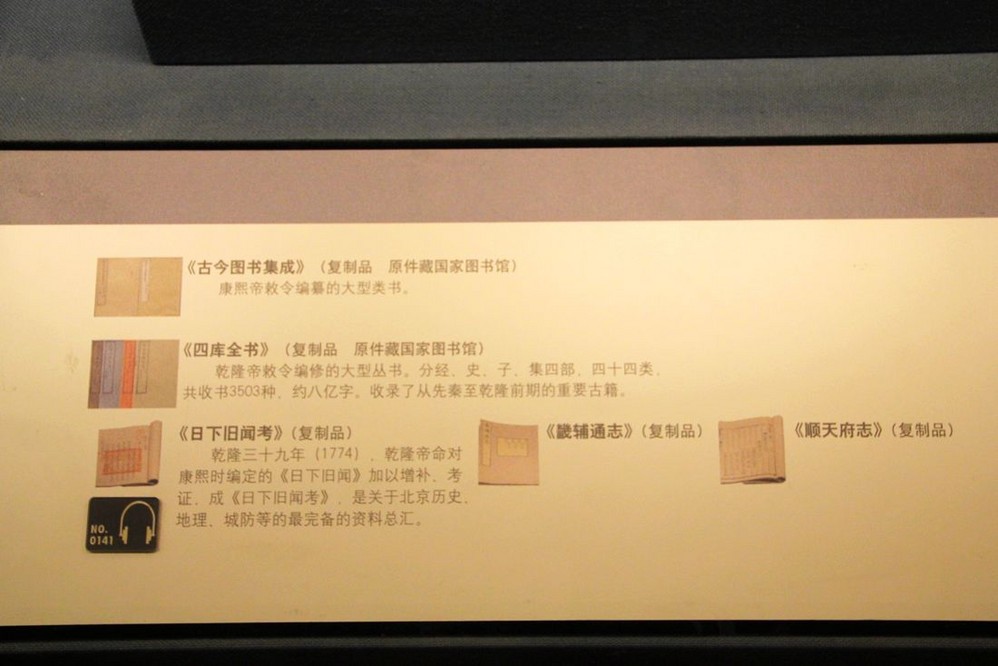 《古今图书集成》（复制品　原件藏国家图书馆）
康熙帝敕令编纂的大型类书。
《四库全书》（复制品　原件藏国家图书馆）
乾隆帝敕令编修的大型丛书。分经、史、子、集四部，四十四类，
共收书3503种，约八亿字。收录了从先秦至乾隆前期的重要古籍。
《日下旧闻考》（复制品）
乾隆三十九年（1774），乾隆帝命对
康熙时编定的《日下旧闻》加以增补、考
证，成《日下旧闻考》，是关于北京历史、
地理、城防等的最完备的资料总汇。
《畿辅通志》（复制品）
《顺天府志》（复制品）
NO.
0141